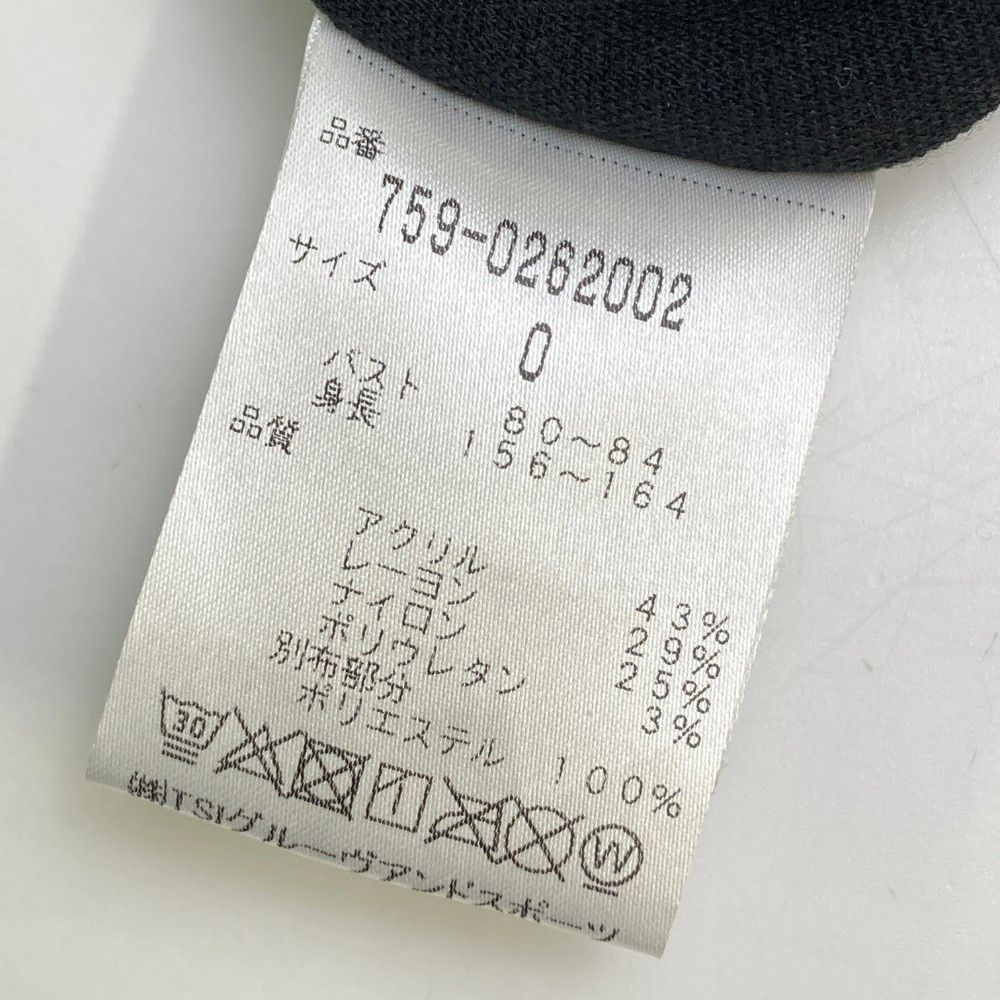 品番
759-0262002
サイズ
0
バスト 80～84
身長 156～164
品質
アクリル 43%
レーヨン 29%
ナイロン 25%
ポリウレタン 3%
別布部分
ポリエステル 100%
30 W
㈱TSIグルーヴアンドスポーツ